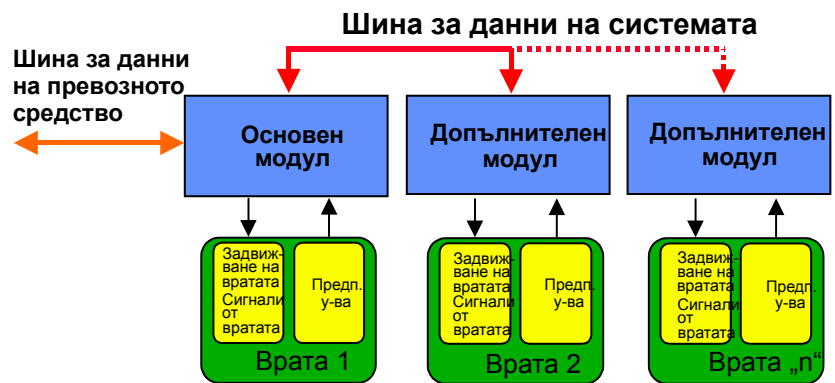 Шина за данни на системата
Шина за данни
на превозното
средство
Основен
модул
Допълнителен
модул
Допълнителен
модул
Задвиж-
ване на
вратата
Сигнали
от
вратата
Предп.
у-ва
Врата 1
Задвиж-
ване на
вратата
Сигнали
от
вратата
Предп.
у-ва
Врата 2
Задвиж-
ване на
вратата
Сигнали
от
вратата
Предп.
у-ва
Врата „n“